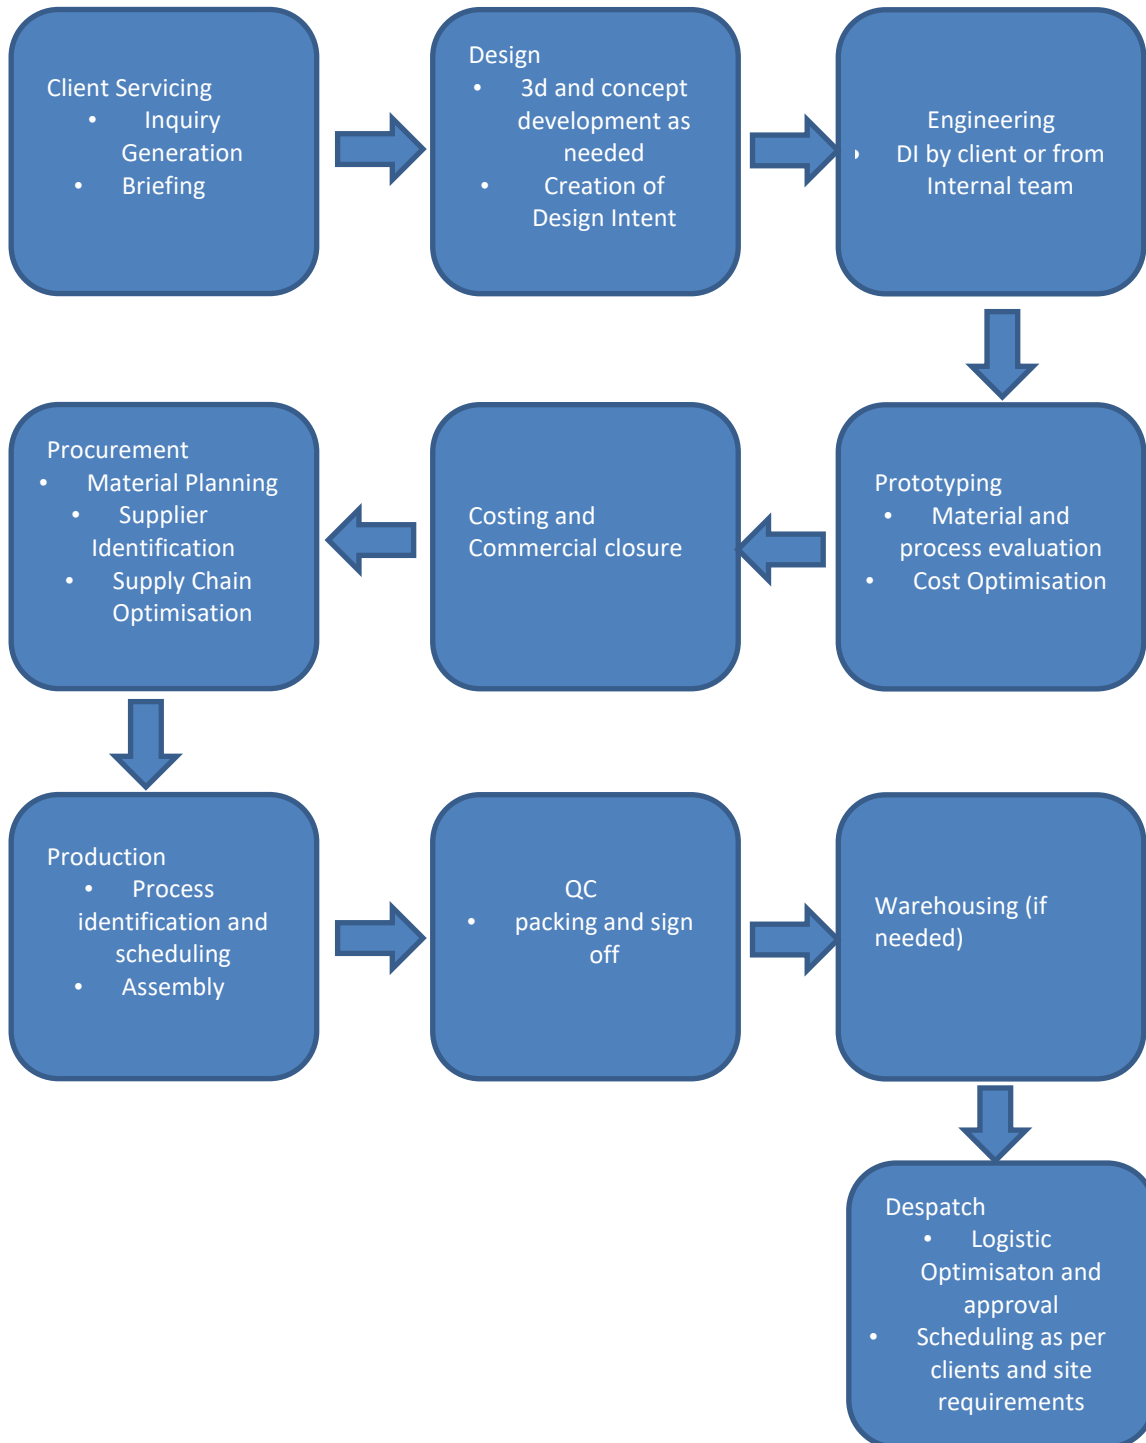 Client Servicing
• Inquiry
Generation
• Briefing
Design
• 3d and concept
development as
needed
• Creation of
Design Intent
Engineering
• DI by client or from
Internal team
Prototyping
• Material and
process evaluation
• Cost Optimisation
Costing and
Commercial closure
Procurement
• Material Planning
• Supplier
Identification
• Supply Chain
Optimisation
Production
• Process
identification and
scheduling
• Assembly
QC
• packing and sign
off
Warehousing (if
needed)
Despatch
• Logistic
Optimisaton and
approval
• Scheduling as per
clients and site
requirements